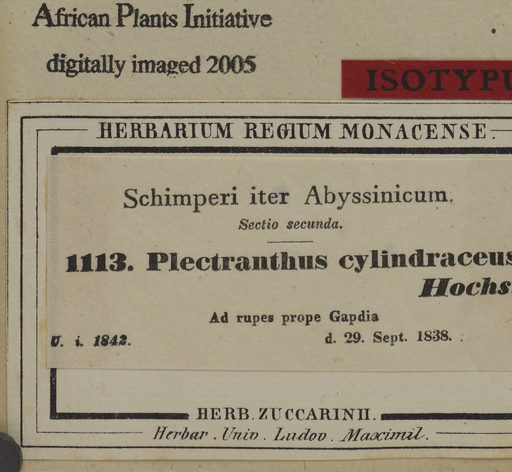 African Plants Initiative
digitally imaged 2005
ISOTYPU
HERBARIUM REGIUM MONACENSE.
Schimperi iter Abyssinicum.
Sectio secunda.
1113. Plectranthus cylindraceus
Hochs
Ad rupes prope Gapdia
U. i. 1842. d. 29. Sept. 1838.
HERB. ZUCCARINII.
Herbar. Univ. Ludov. Maximil.